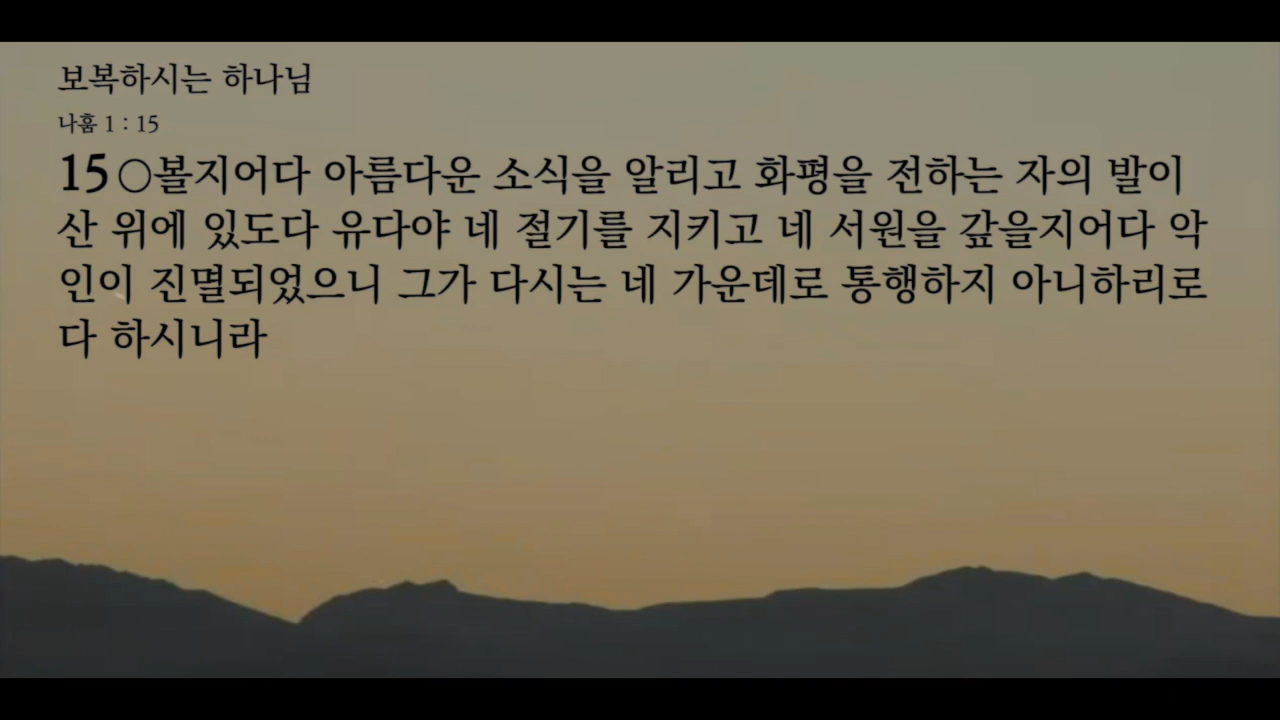 보복하시는 하나님
나훔 1 : 15
15 ○볼지어다 아름다운 소식을 알리고 화평을 전하는 자의 발이
산 위에 있도다 유다야 네 절기를 지키고 네 서원을 갚을지어다 악
인이 진멸되었으니 그가 다시는 네 가운데로 통행하지 아니하리로
다 하시니라